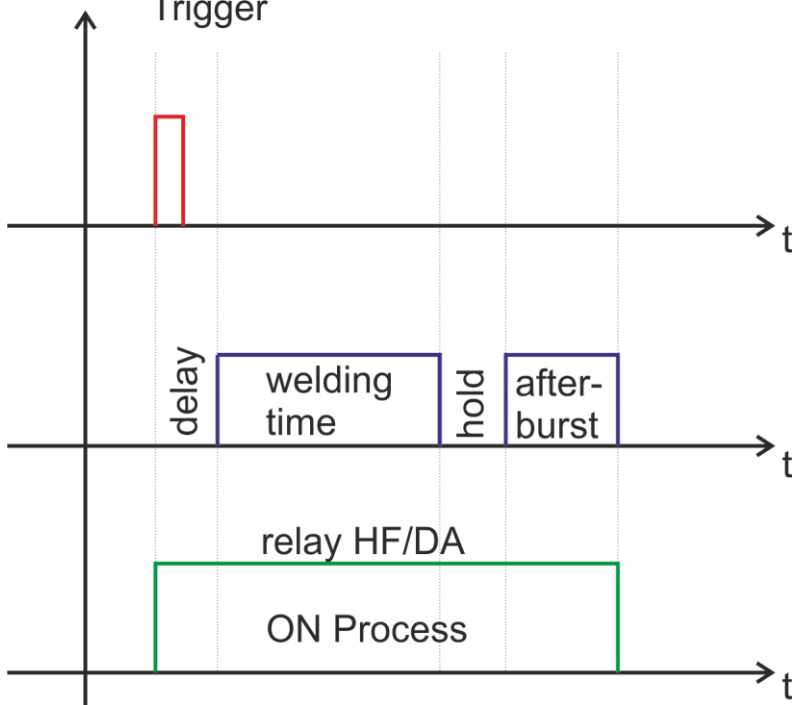 Trigger
t
delay
welding
time
hold
after-
burst
t
relay HF/DA
ON Process
t